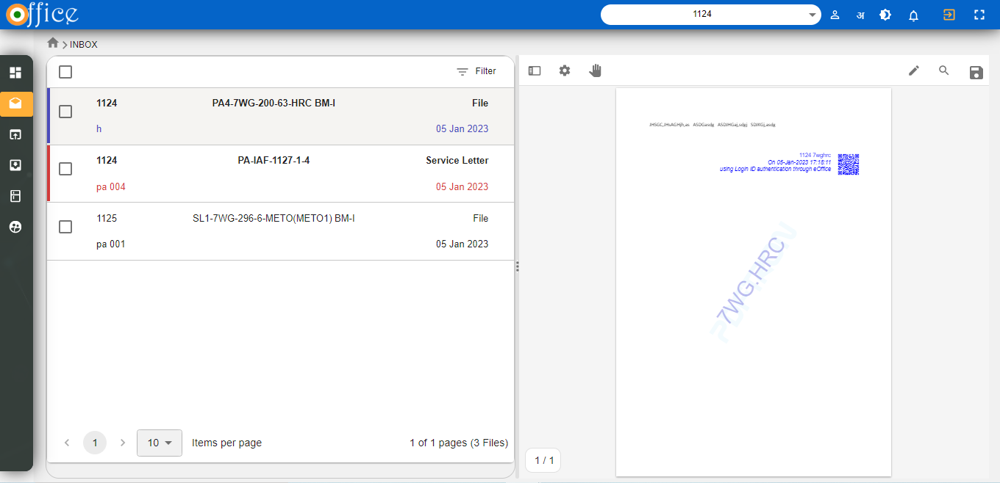 Office
1124
अ
INBOX
Filter
1124 PA4-7WG-200-63-HRC BM-I File
h 05 Jan 2023
1124 PA-IAF-1127-1-4 Service Letter
pa 004 05 Jan 2023
1125 SL1-7WG-296-6-METO(METO1) BM-I File
pa 001 05 Jan 2023
1 10 Items per page 1 of 1 pages (3 Files)
JHSGC,JHsAGHjh,as ASDGasdg ASDJHGaj,sdgj SDJKGj,asdg
1124 7wghrc
On 05-Jan-2023 17:18:11
using Login ID authentication through eOffice
7WG.HRC
1 / 1